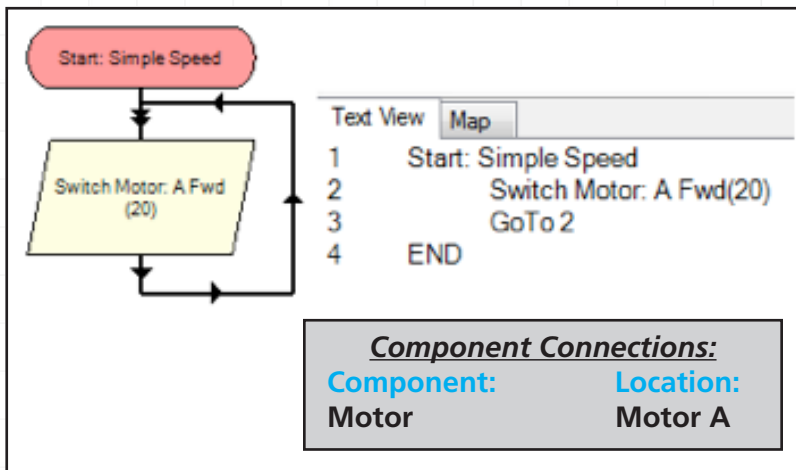 Start: Simple Speed
Switch Motor: A Fwd
(20)
Text View Map
1 Start: Simple Speed
2 Switch Motor: A Fwd(20)
3 GoTo 2
4 END
Component Connections:
Component: Location:
Motor Motor A